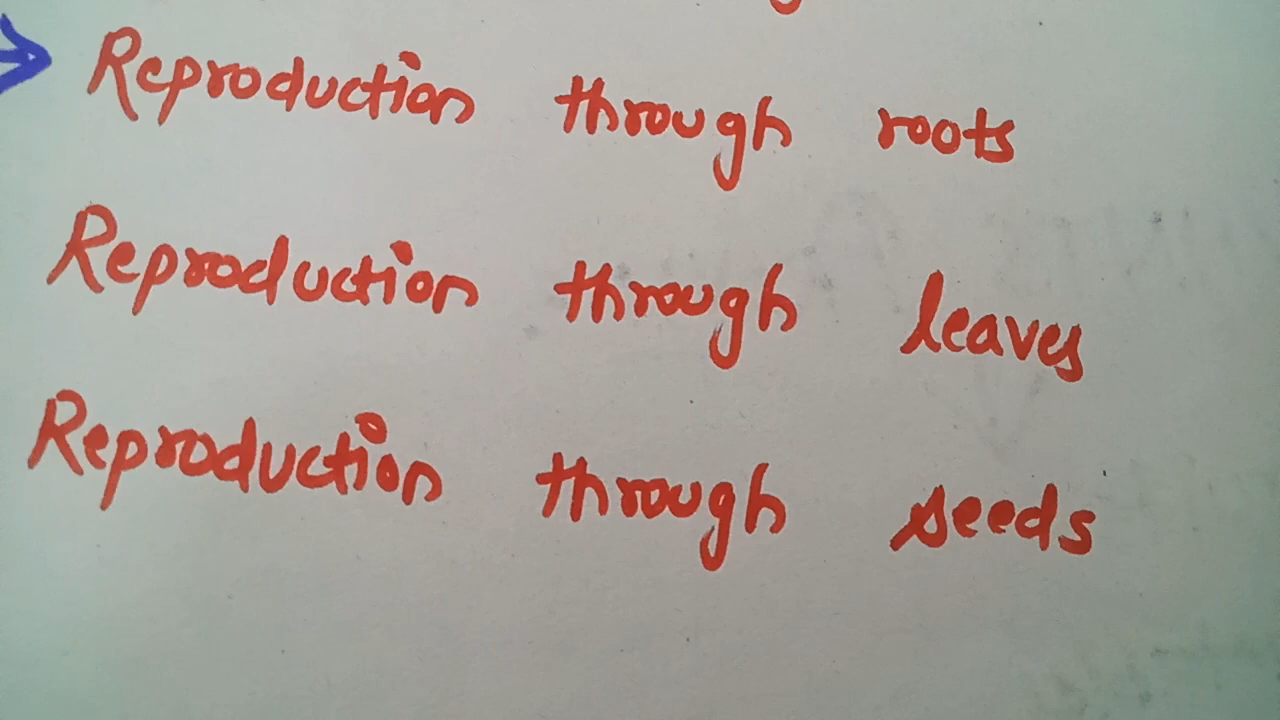 Reproduction through roots
Reproduction through leaves
Reproduction through seeds